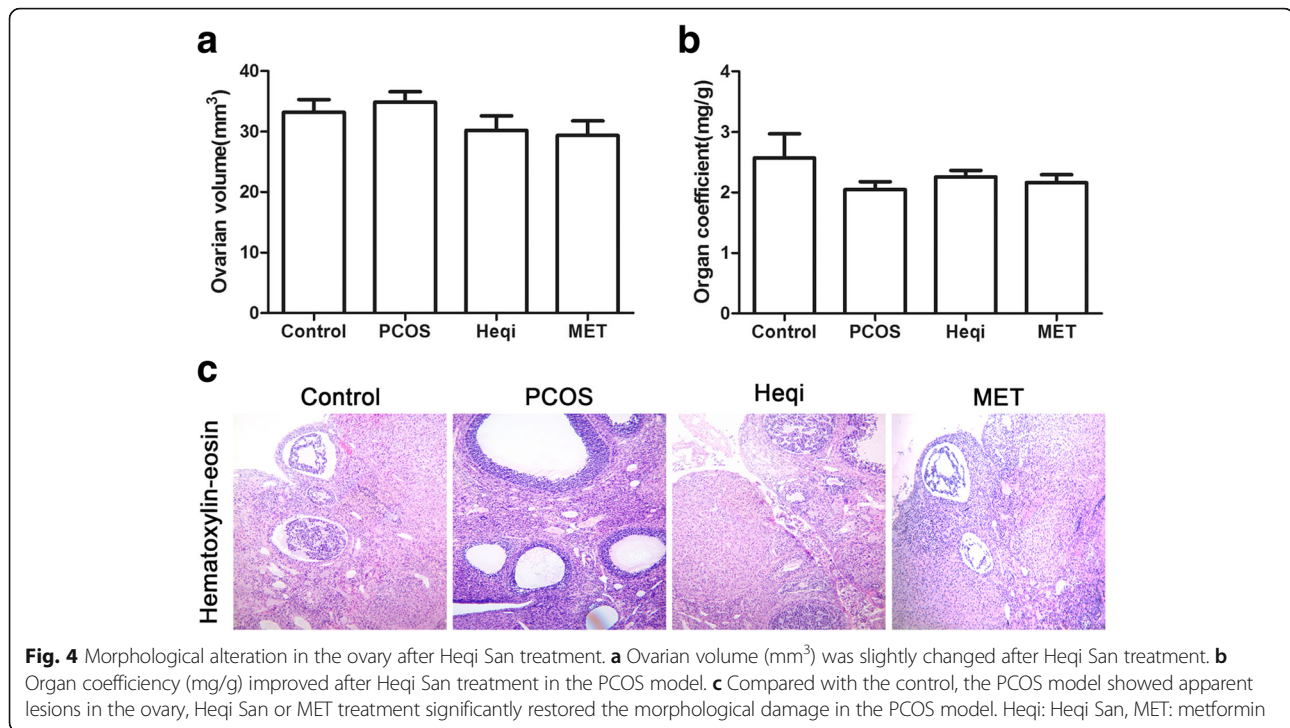 a
b
40
30
20
10
0
Ovarian volume(mm³)
Control
PCOS
Heqi
MET
4
3
2
1
0
Organ coefficient(mg/g)
Control
PCOS
Heqi
MET
c
Control
PCOS
Heqi
MET
Hematoxylin-eosin
Fig. 4 Morphological alteration in the ovary after Heqi San treatment. a Ovarian volume (mm³) was slightly changed after Heqi San treatment. b
Organ coefficiency (mg/g) improved after Heqi San treatment in the PCOS model. c Compared with the control, the PCOS model showed apparent
lesions in the ovary, Heqi San or MET treatment significantly restored the morphological damage in the PCOS model. Heqi: Heqi San, MET: metformin